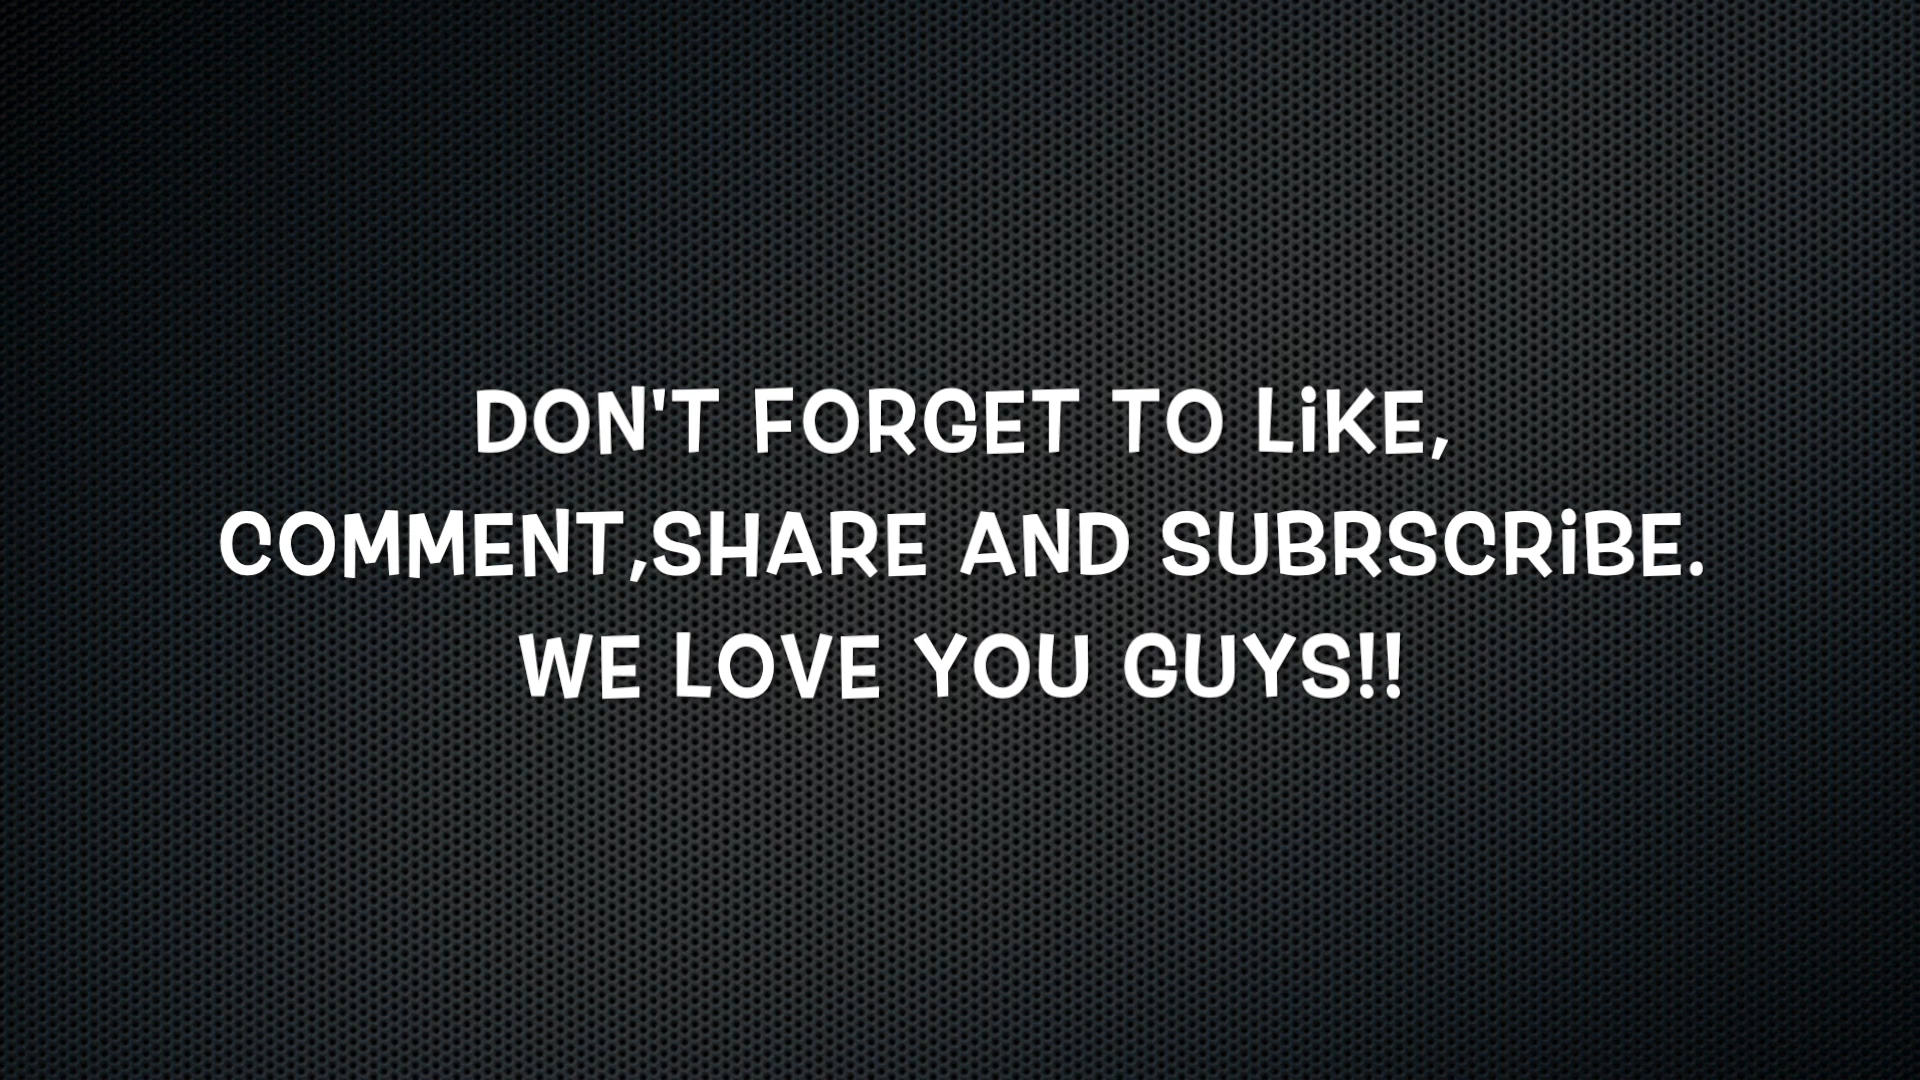 DON'T FORGET TO LiKE,
COMMENT,SHARE AND SUBRSCRiBE.
WE LOVE YOU GUYS!!